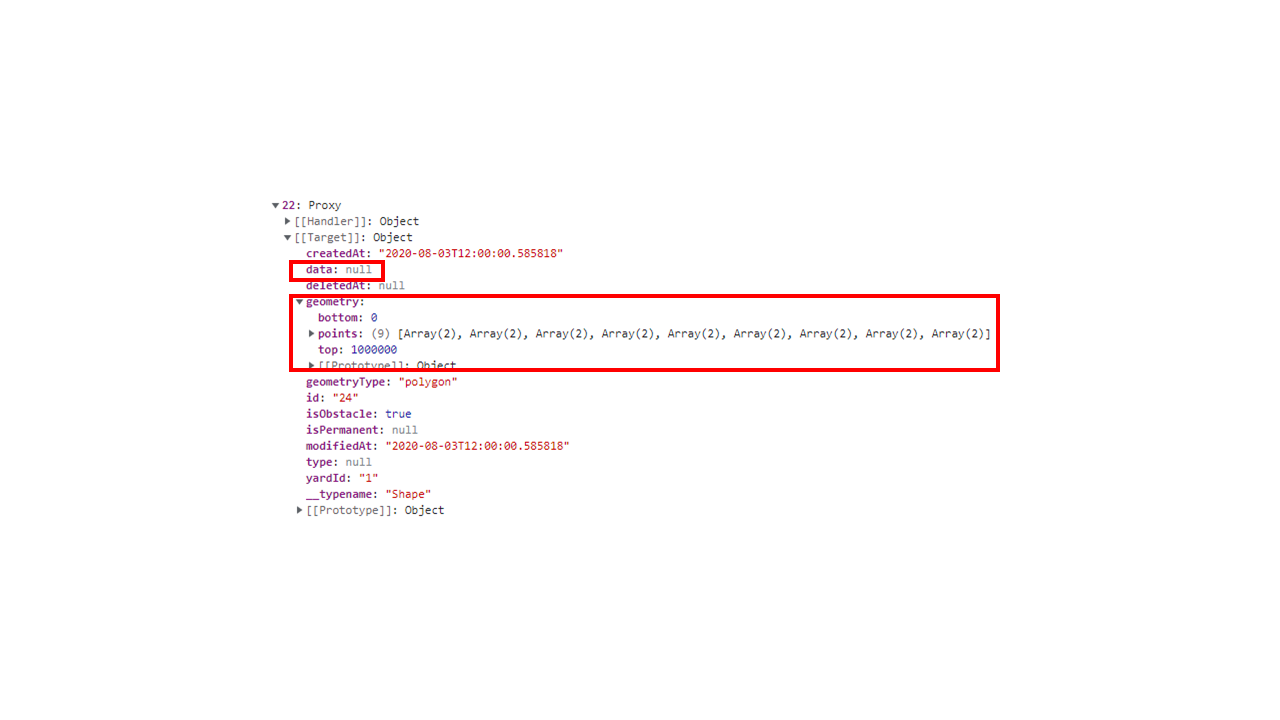 22: Proxy
[[Handler]]: Object
[[Target]]: Object
createdAt: "2020-08-03T12:00:00.585818"
data: null
deletedAt: null
geometry:
bottom: 0
points: (9) [Array(2), Array(2), Array(2), Array(2), Array(2), Array(2), Array(2), Array(2), Array(2)]
top: 1000000
[[Prototype]]: Object
geometryType: "polygon"
id: "24"
isObstacle: true
isPermanent: null
modifiedAt: "2020-08-03T12:00:00.585818"
type: null
yardId: "1"
__typename: "Shape"
[[Prototype]]: Object